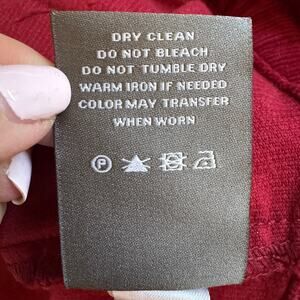 DRY CLEAN
DO NOT BLEACH
DO NOT TUMBLE DRY
WARM IRON IF NEEDED
COLOR MAY TRANSFER
WHEN WORN
P